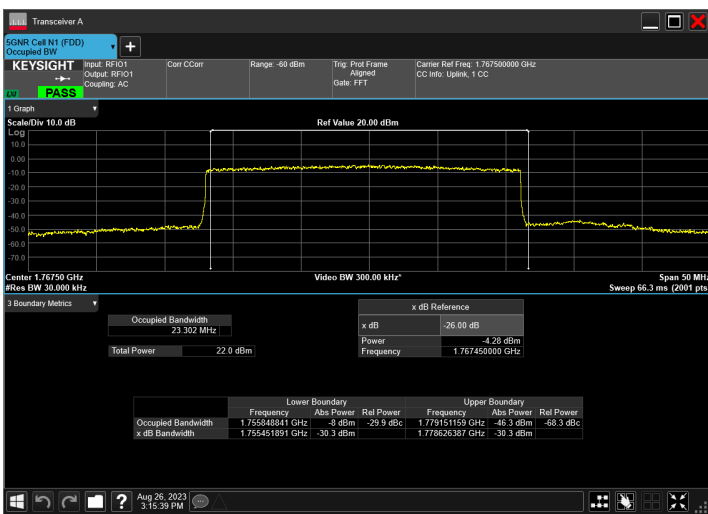 Transceiver A
5GNR Cell N1 (FDD)
Occupied BW
KEYSIGHT
LXI
PASS
Input: RFIO1
Output: RFIO1
Coupling: AC
Corr CCorr
Range: -60 dBm
Trig: Prot Frame
Aligned
Gate: FFT
Carrier Ref Freq: 1.767500000 GHz
CC Info: Uplink, 1 CC
1 Graph
Scale/Div 10.0 dB
Ref Value 20.00 dBm
Log
10.0
0.00
-10.0
-20.0
-30.0
-40.0
-50.0
-60.0
-70.0
Center 1.76750 GHz
Video BW 300.00 kHz*
Span 50 MHz
#Res BW 30.000 kHz
Sweep 66.3 ms (2001 pts
3 Boundary Metrics
Occupied Bandwidth
23.302 MHz
Total Power 22.0 dBm
x dB Reference
x dB -26.00 dB
Power -4.28 dBm
Frequency 1.767450000 GHz
Lower Boundary Upper Boundary
Frequency Abs Power Rel Power Frequency Abs Power Rel Power
Occupied Bandwidth 1.755848841 GHz -8 dBm -29.9 dBc 1.779151159 GHz -46.3 dBm -68.3 dBc
x dB Bandwidth 1.755451891 GHz -30.3 dBm 1.778626387 GHz -30.3 dBm
?
Aug 26, 2023
3:15:39 PM